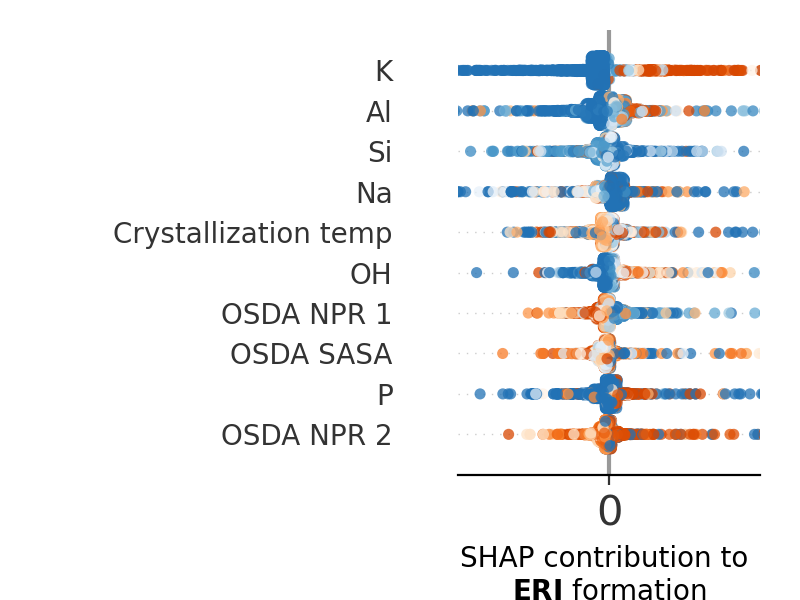 K
Al
Si
Na
Crystallization temp
OH
OSDA NPR 1
OSDA SASA
P
OSDA NPR 2
0
SHAP contribution to
ERI formation